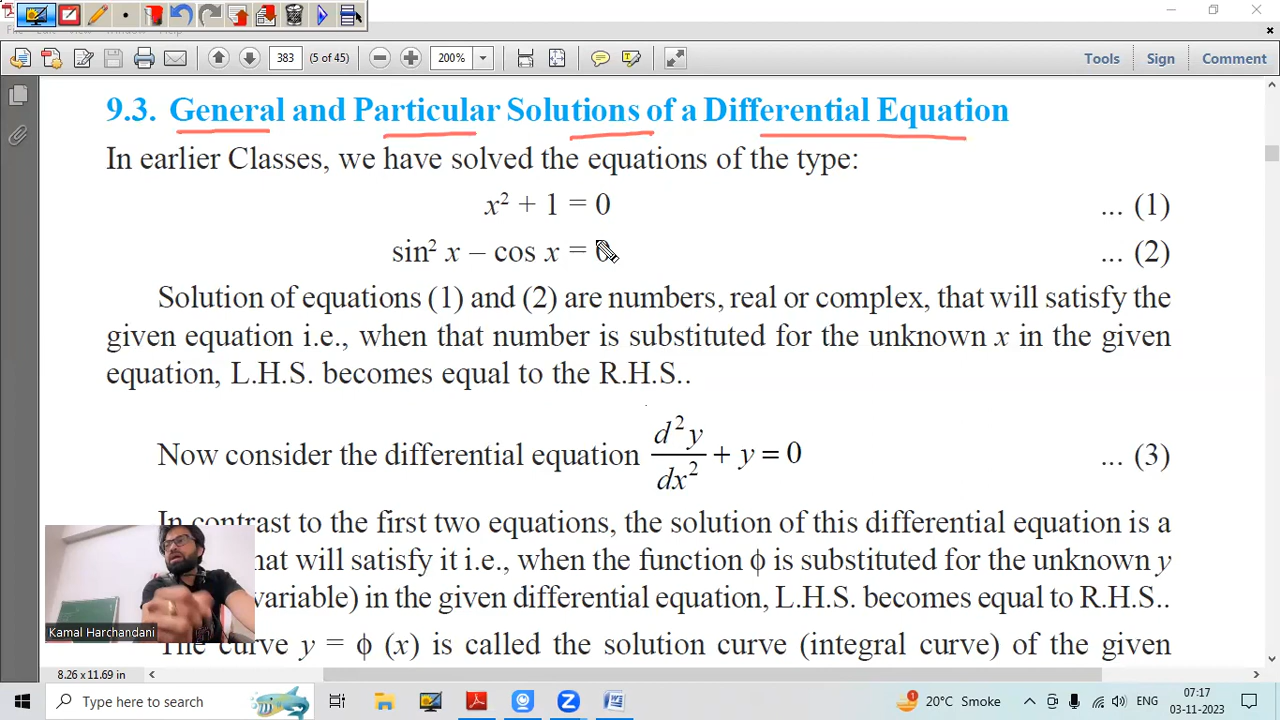 383 (5 of 45) 200% Tools Sign Comment
9.3. General and Particular Solutions of a Differential Equation
In earlier Classes, we have solved the equations of the type:
x² + 1 = 0 ... (1)
sin² x – cos x = ... (2)
Solution of equations (1) and (2) are numbers, real or complex, that will satisfy the
given equation i.e., when that number is substituted for the unknown x in the given
equation, L.H.S. becomes equal to the R.H.S..
Now consider the differential equation d²y/dx² + y = 0 ... (3)
In contrast to the first two equations, the solution of this differential equation is a
hat will satisfy it i.e., when the function ϕ is substituted for the unknown y
variable) in the given differential equation, L.H.S. becomes equal to R.H.S..
Kamal Harchandani
The curve y = ϕ (x) is called the solution curve (integral curve) of the given
8.26 x 11.69 in
Type here to search 20°C Smoke ENG 07:17
03-11-2023